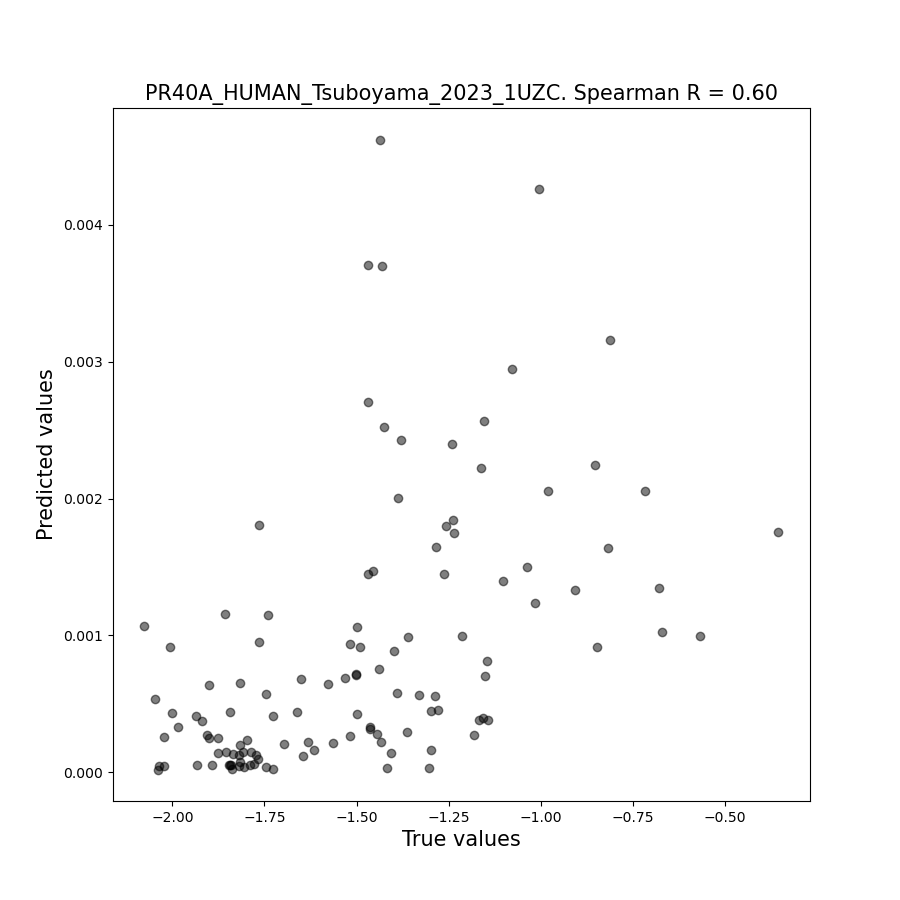 PR40A_HUMAN_Tsuboyama_2023_1UZC. Spearman R = 0.60
Predicted values
0.004
0.003
0.002
0.001
0.000
−2.00 −1.75 −1.50 −1.25 −1.00 −0.75 −0.50
True values